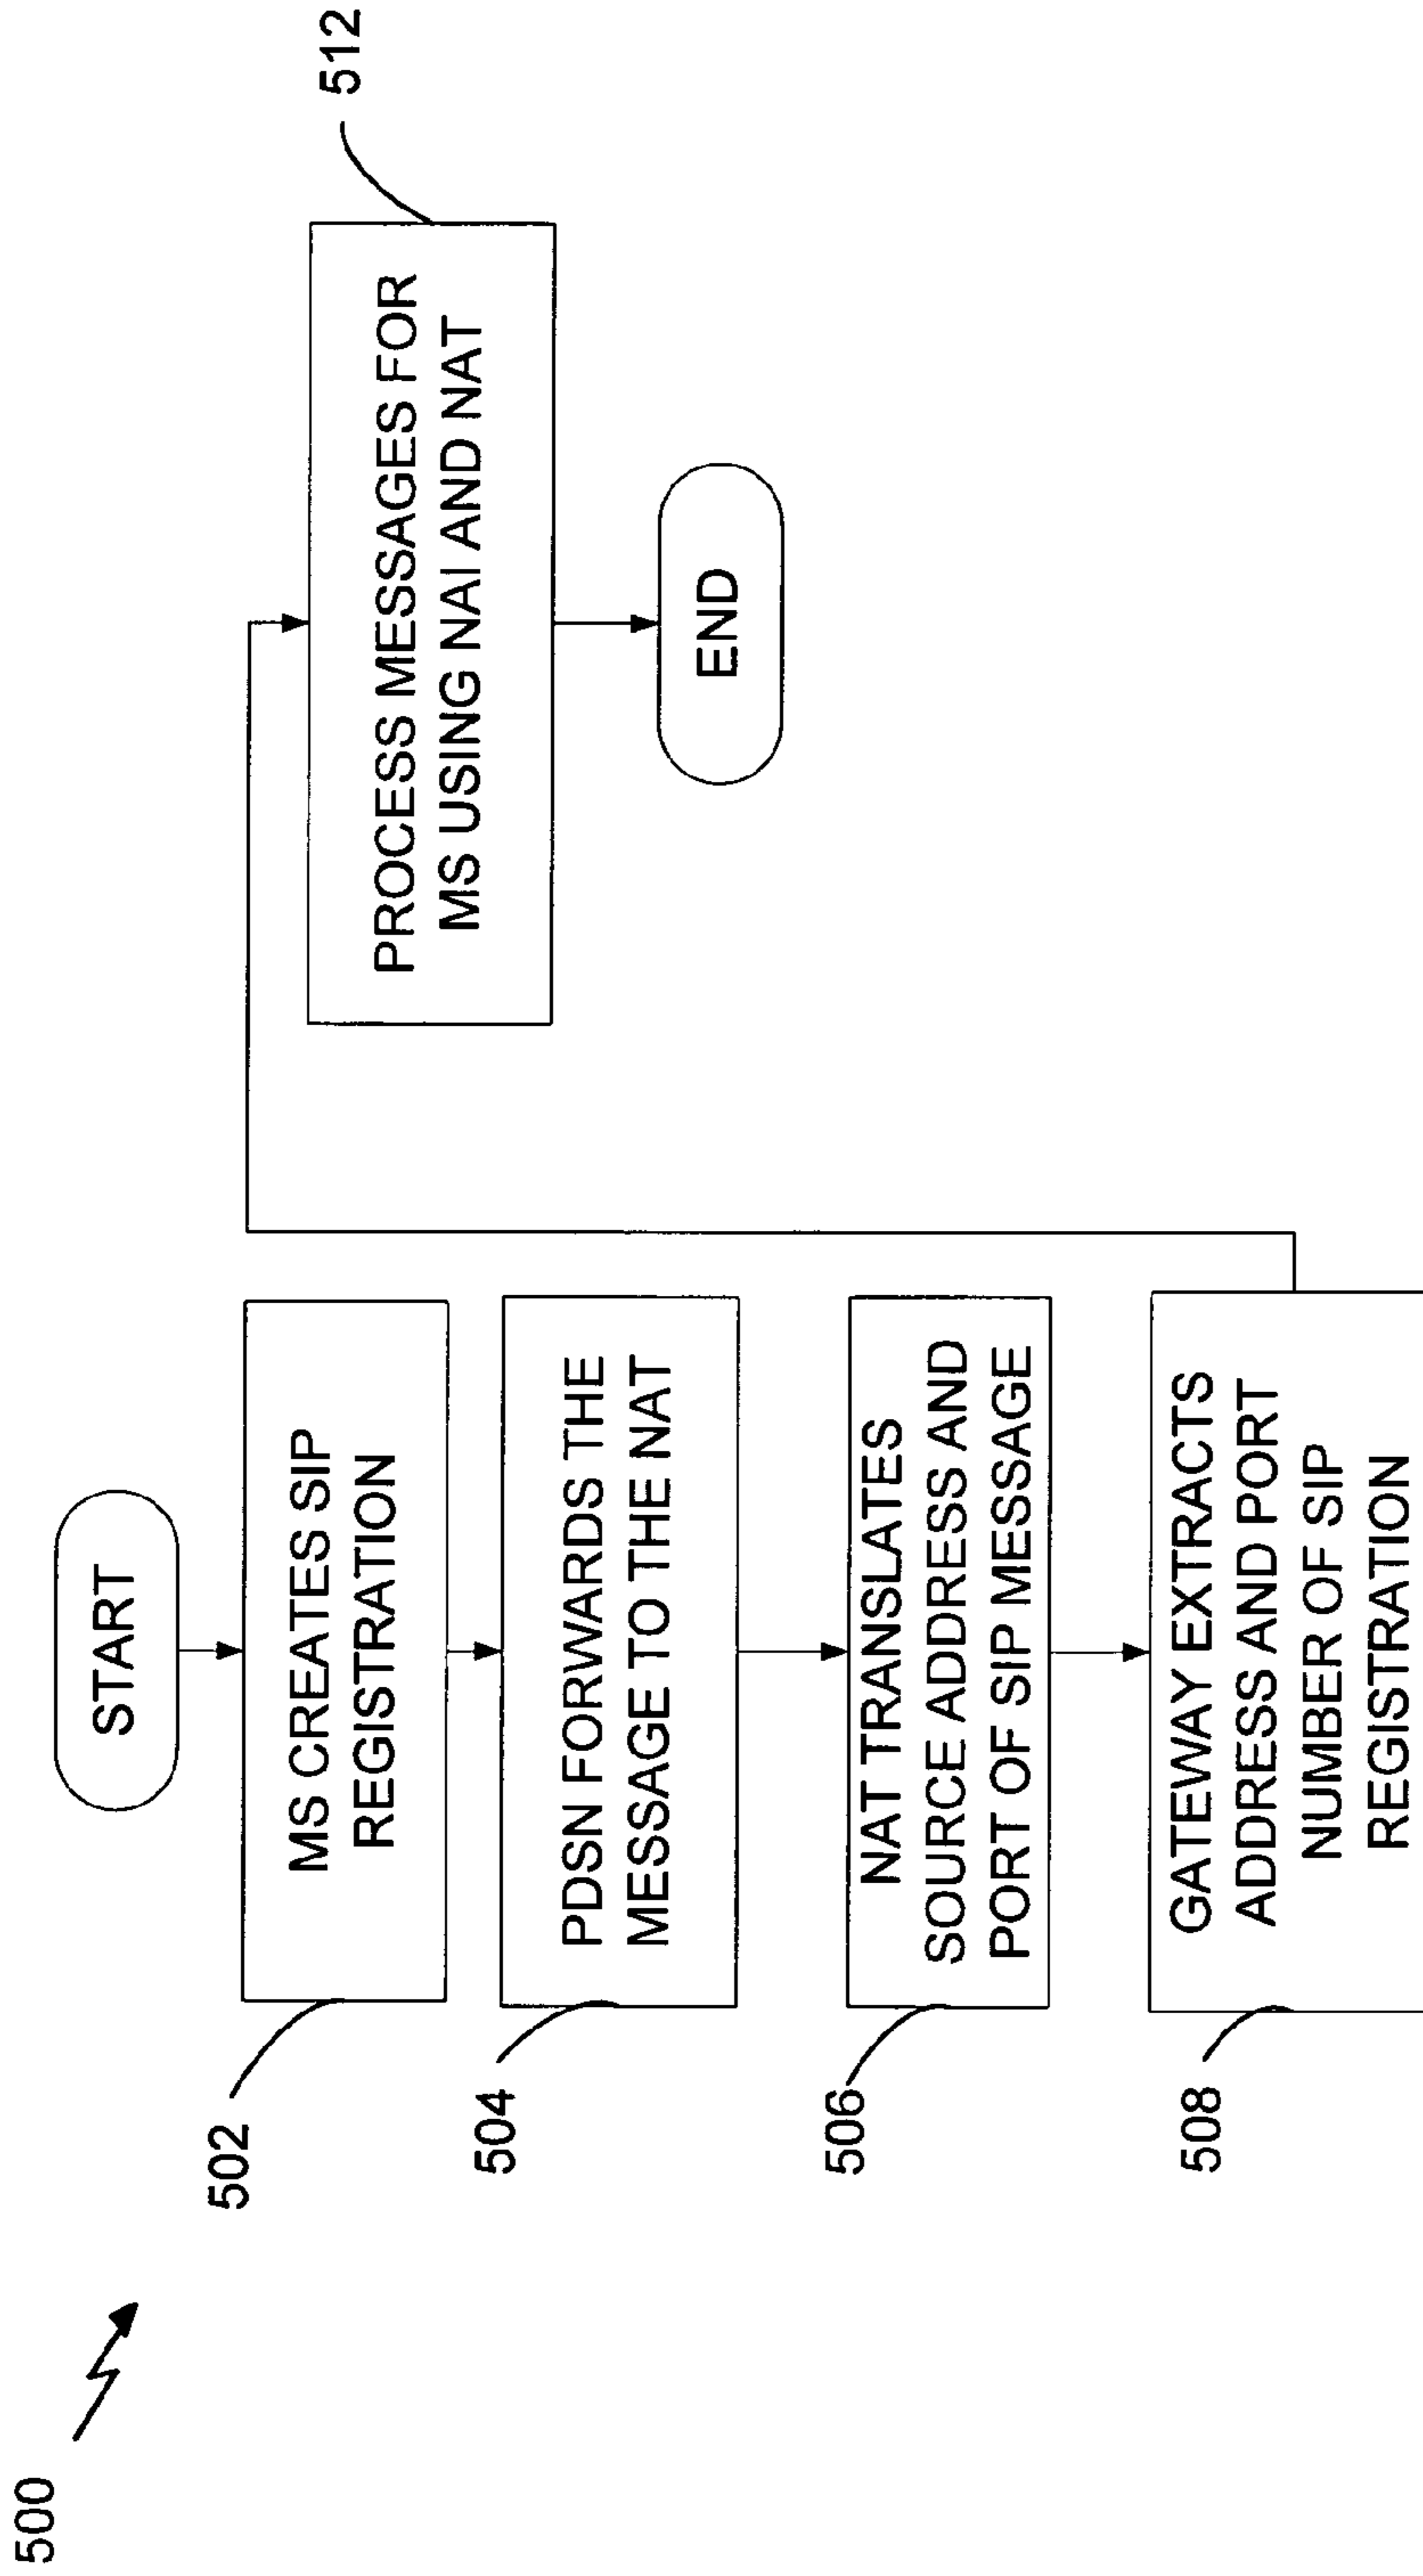 500
START
502
MS CREATES SIP
REGISTRATION
504
PDSN FORWARDS THE
MESSAGE TO THE NAT
506
NAT TRANSLATES
SOURCE ADDRESS AND
PORT OF SIP MESSAGE
508
GATEWAY EXTRACTS
ADDRESS AND PORT
NUMBER OF SIP
REGISTRATION
512
PROCESS MESSAGES FOR
MS USING NAI AND NAT
END